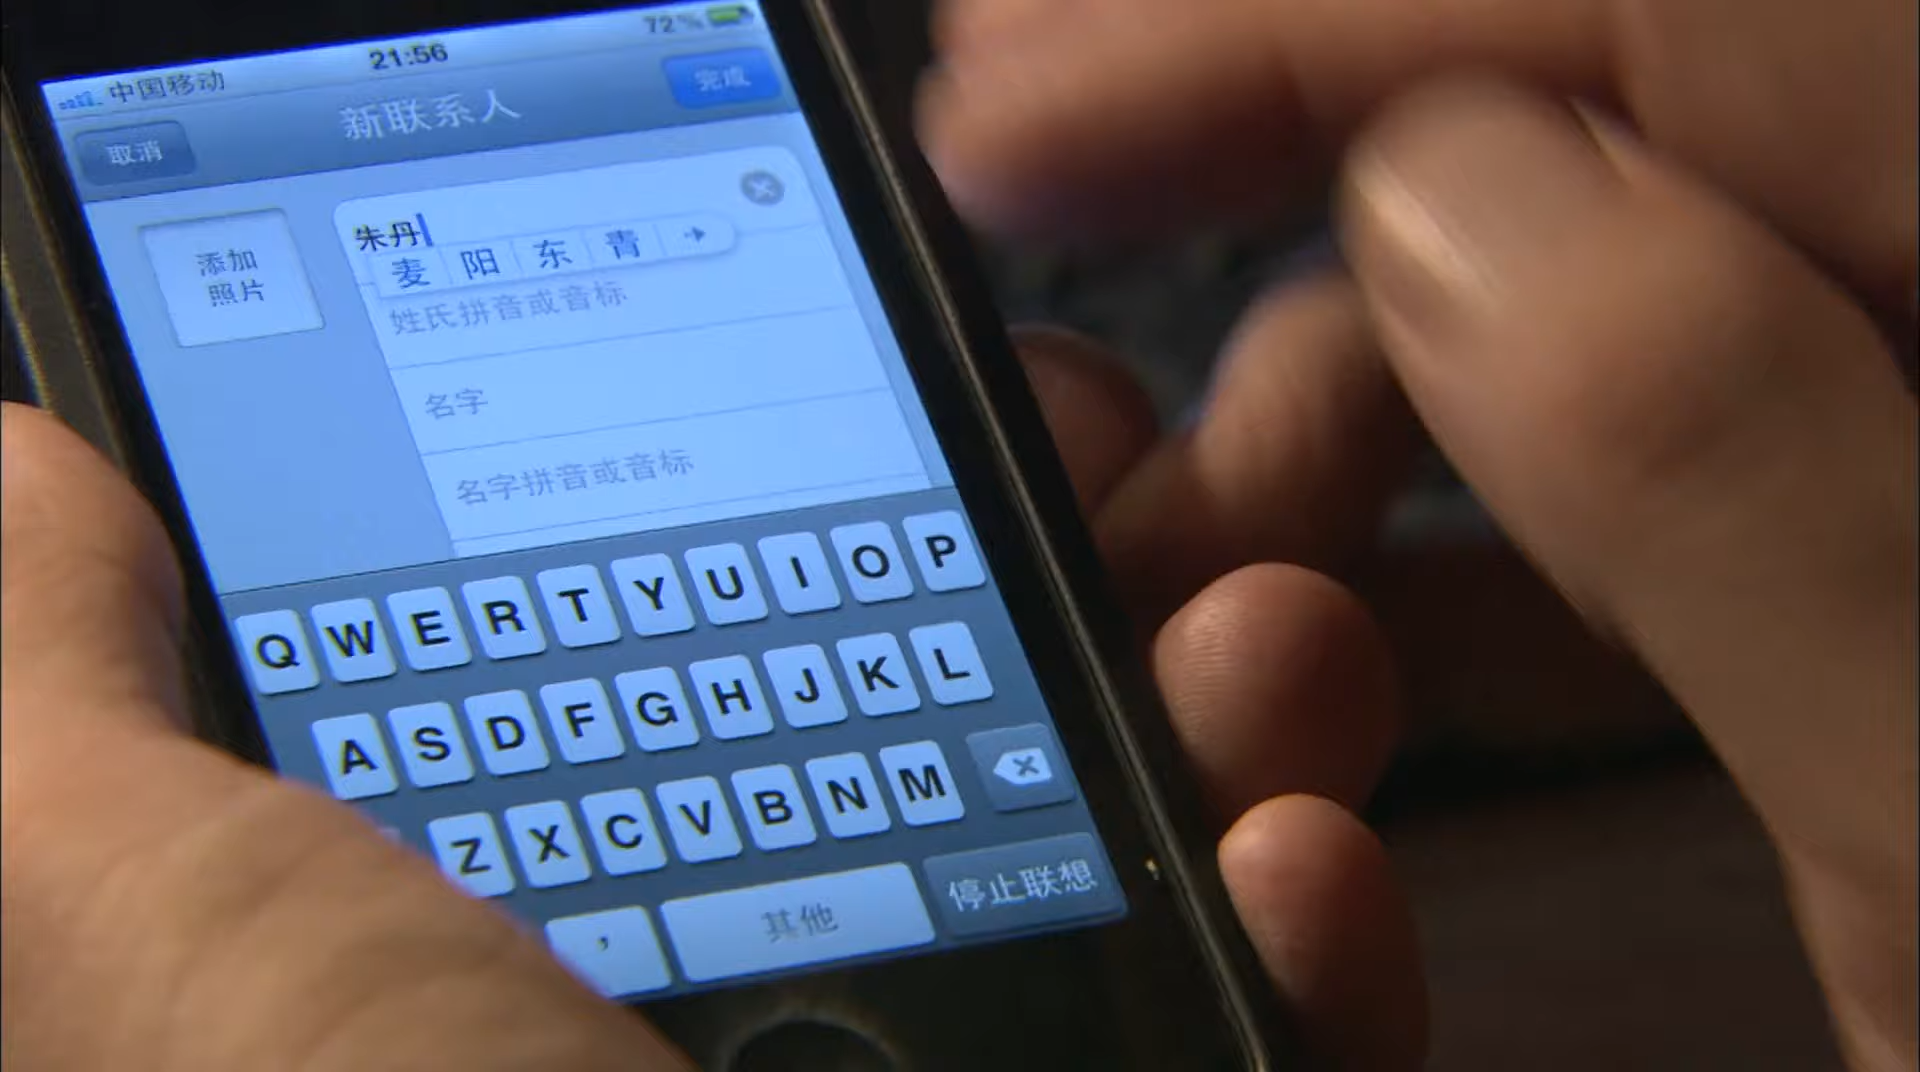 中国移动 21:56 72%
取消 新联系人 完成
添加
照片
朱丹
麦 阳 东 青
姓氏拼音或音标
名字
名字拼音或音标
Q W E R T Y U I O P
A S D F G H J K L
Z X C V B N M
, 其他 停止联想